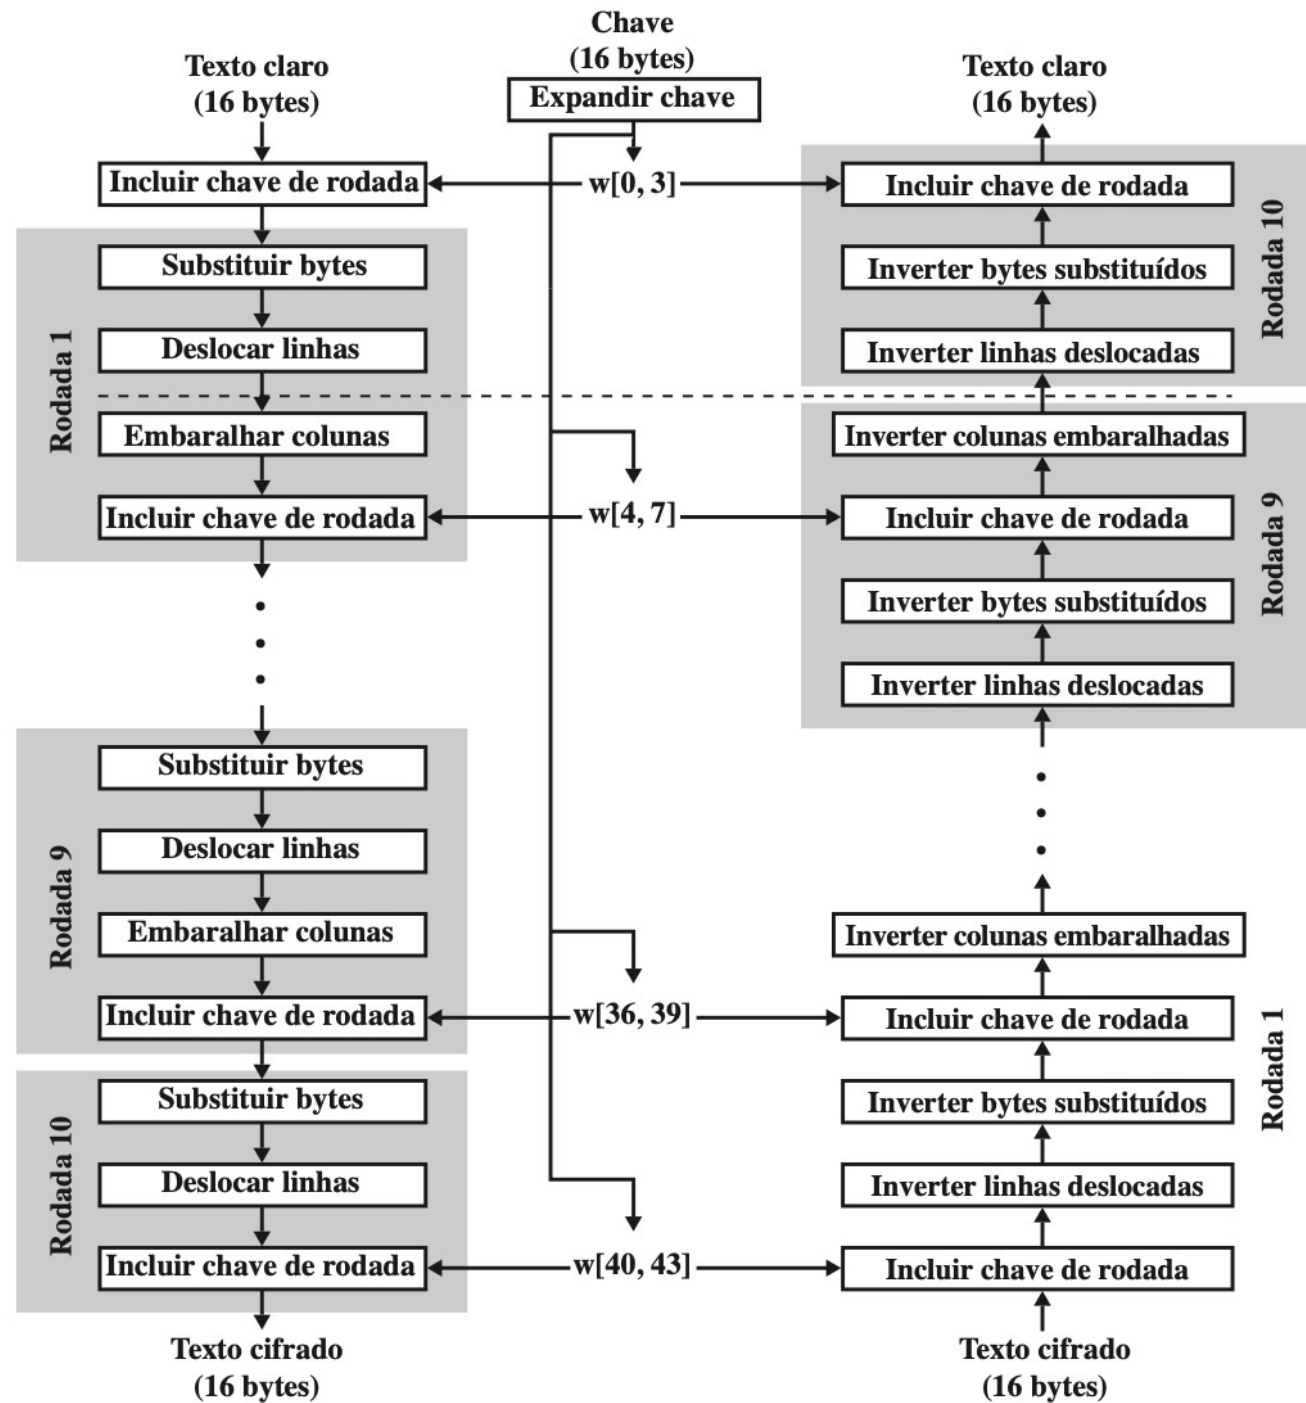 Chave
(16 bytes)
Expandir chave
Texto claro
(16 bytes)
Incluir chave de rodada
Rodada 1
Substituir bytes
Deslocar linhas
Embaralhar colunas
Incluir chave de rodada
Rodada 9
Substituir bytes
Deslocar linhas
Embaralhar colunas
Incluir chave de rodada
Rodada 10
Substituir bytes
Deslocar linhas
Incluir chave de rodada
Texto cifrado
(16 bytes)
w[0, 3]
w[4, 7]
w[36, 39]
w[40, 43]
Texto claro
(16 bytes)
Rodada 10
Incluir chave de rodada
Inverter bytes substituídos
Inverter linhas deslocadas
Rodada 9
Inverter colunas embaralhadas
Incluir chave de rodada
Inverter bytes substituídos
Inverter linhas deslocadas
Rodada 1
Inverter colunas embaralhadas
Incluir chave de rodada
Inverter bytes substituídos
Inverter linhas deslocadas
Incluir chave de rodada
Texto cifrado
(16 bytes)